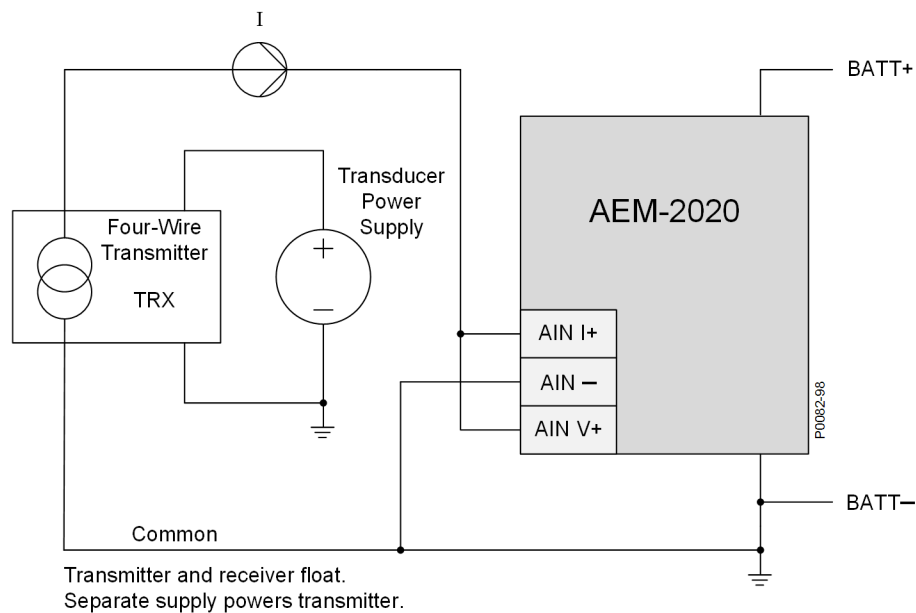 I
BATT+
Transducer
Power
Supply
AEM-2020
Four-Wire
Transmitter
TRX
+
−
AIN I+
AIN −
AIN V+
P0082-98
BATT−
Common
Transmitter and receiver float.
Separate supply powers transmitter.